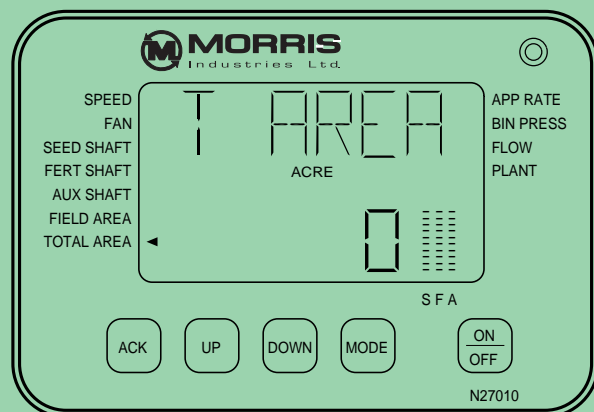 MORRIS
Industries Ltd.
SPEED
FAN
SEED SHAFT
FERT SHAFT
AUX SHAFT
FIELD AREA
TOTAL AREA
T AREA
ACRE
0
APP RATE
BIN PRESS
FLOW
PLANT
S F A
ACK
UP
DOWN
MODE
ON
OFF
N27010